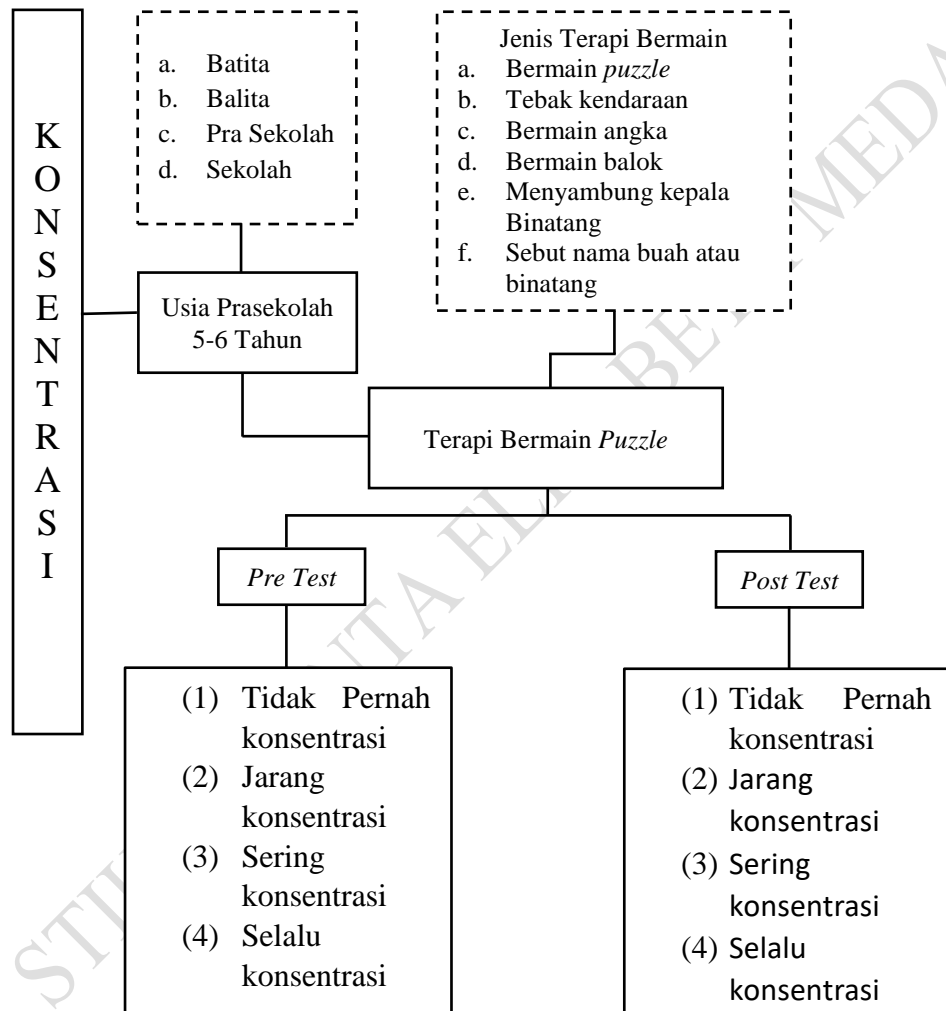 K
O
N
S
E
N
T
R
A
S
I
a. Batita
b. Balita
c. Pra Sekolah
d. Sekolah
Jenis Terapi Bermain
a. Bermain puzzle
b. Tebak kendaraan
c. Bermain angka
d. Bermain balok
e. Menyambung kepala
Binatang
f. Sebut nama buah atau
binatang
Usia Prasekolah
5-6 Tahun
Terapi Bermain Puzzle
Pre Test
Post Test
(1) Tidak Pernah
konsentrasi
(2) Jarang
konsentrasi
(3) Sering
konsentrasi
(4) Selalu
konsentrasi
(1) Tidak Pernah
konsentrasi
(2) Jarang
konsentrasi
(3) Sering
konsentrasi
(4) Selalu
konsentrasi